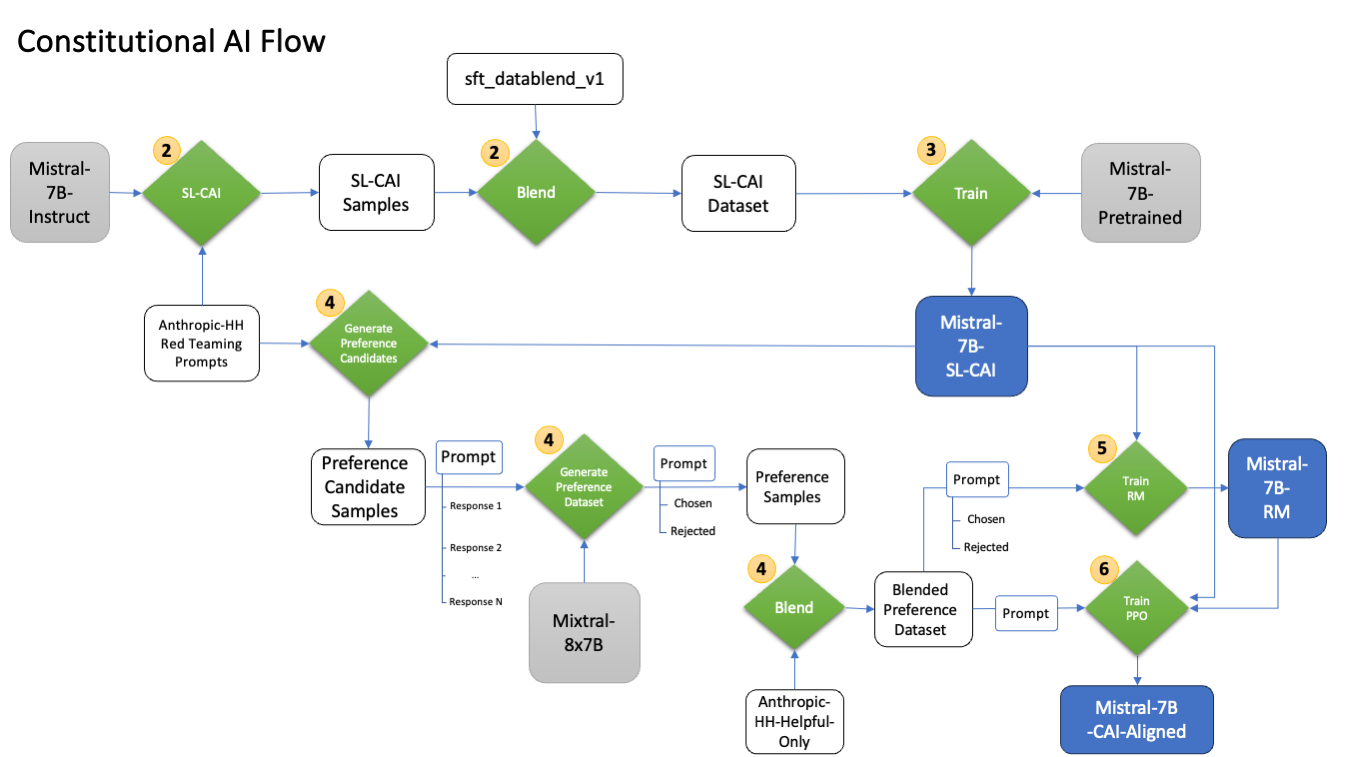 Constitutional AI Flow
sft_datablend_v1
2
2
3
Mistral-
7B-
Instruct
SL-CAI
SL-CAI
Samples
Blend
SL-CAI
Dataset
Train
Mistral-
7B-
Pretrained
4
Anthropic-HH
Red Teaming
Prompts
Generate
Preference
Candidates
Mistral-
7B-
SL-CAI
Preference
Candidate
Samples
Prompt
Response 1
Response 2
...
Response N
4
Generate
Preference
Dataset
Prompt
Chosen
Rejected
Preference
Samples
Mixtral-
8x7B
4
Blend
Anthropic-
HH-Helpful-
Only
Blended
Preference
Dataset
Prompt
Chosen
Rejected
5
Train
RM
Mistral-
7B-
RM
Prompt
6
Train
PPO
Mistral-7B
-CAI-Aligned